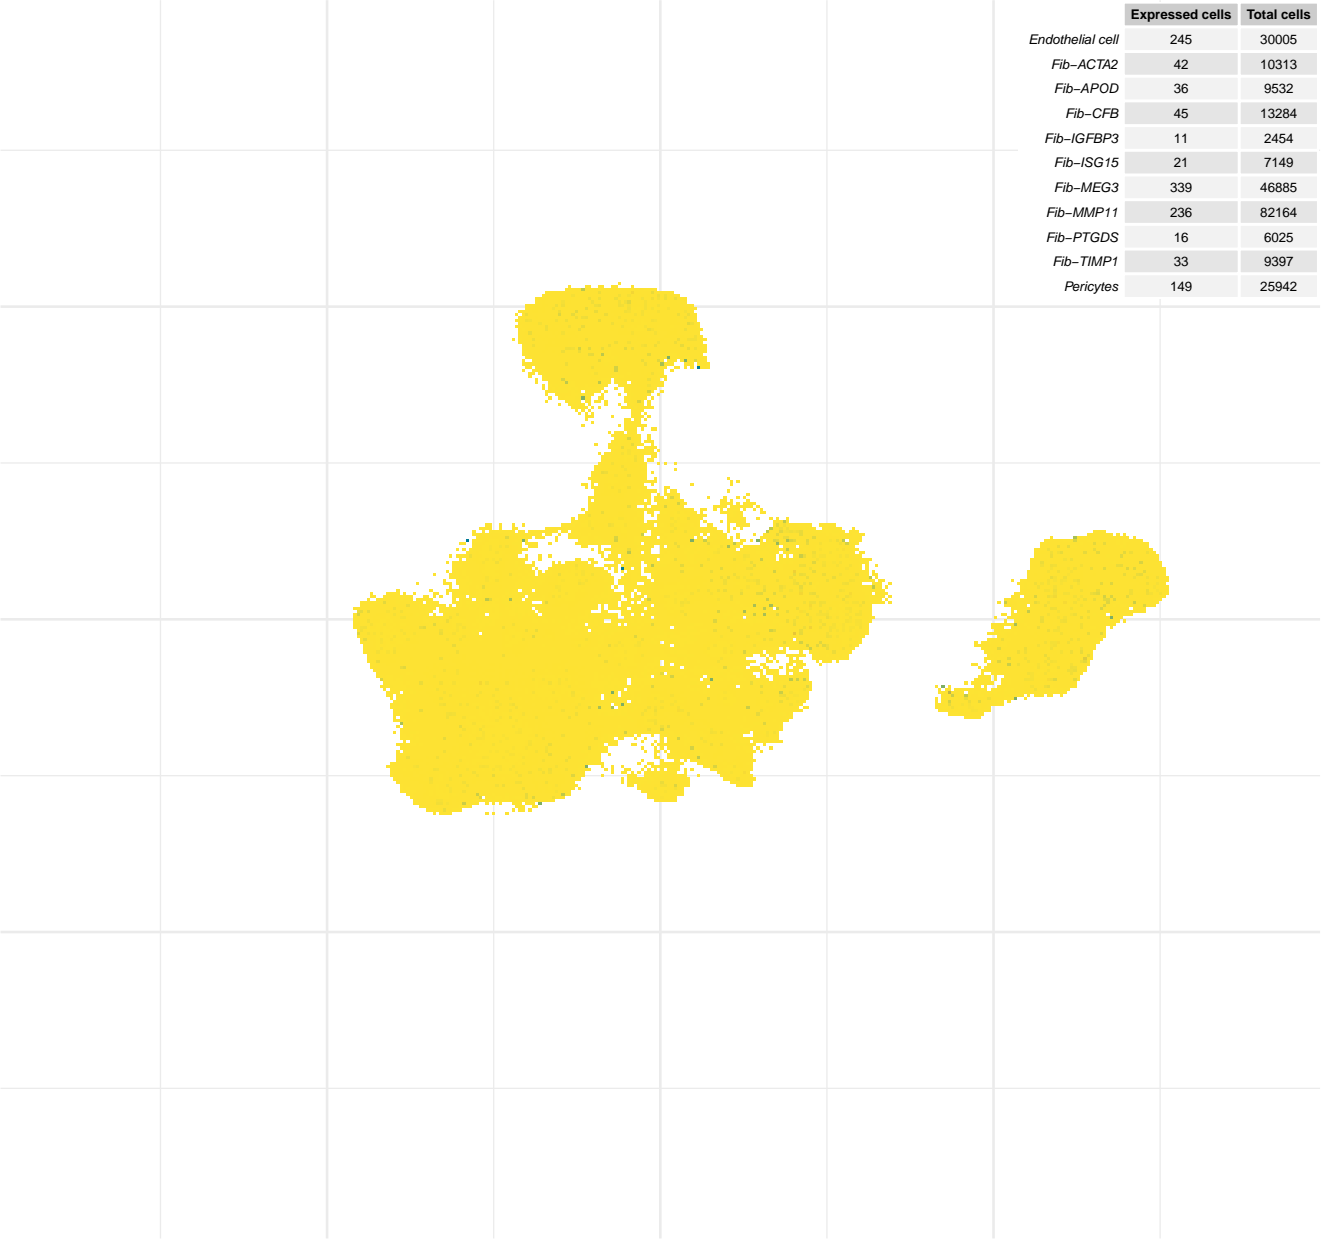 Expressed cells Total cells
Endothelial cell 245 30005
Fib−ACTA2 42 10313
Fib−APOD 36 9532
Fib−CFB 45 13284
Fib−IGFBP3 11 2454
Fib−ISG15 21 7149
Fib−MEG3 339 46885
Fib−MMP11 236 82164
Fib−PTGDS 16 6025
Fib−TIMP1 33 9397
Pericytes 149 25942